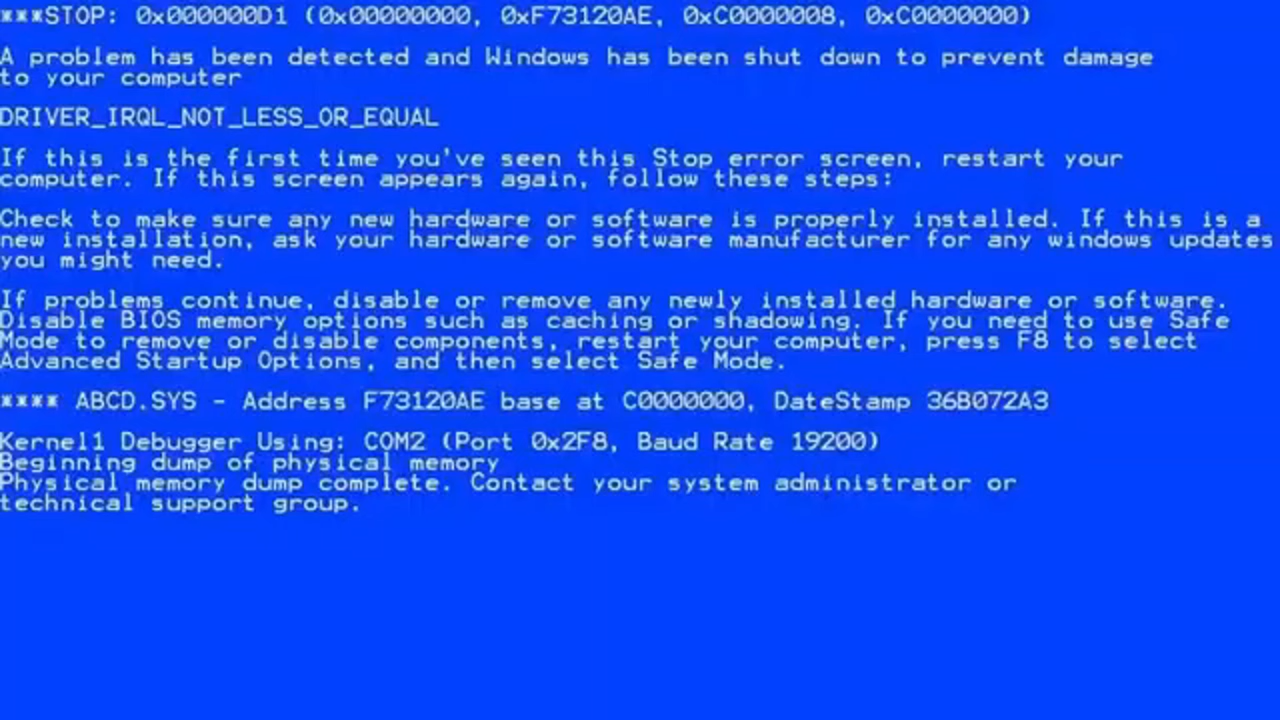 ***STOP: 0x000000D1 (0x00000000, 0xF73120AE, 0xC0000008, 0xC0000000)
A problem has been detected and Windows has been shut down to prevent damage
to your computer
DRIVER_IRQL_NOT_LESS_OR_EQUAL
If this is the first time you've seen this Stop error screen, restart your
computer. If this screen appears again, follow these steps:
Check to make sure any new hardware or software is properly installed. If this is a
new installation, ask your hardware or software manufacturer for any windows updates
you might need.
If problems continue, disable or remove any newly installed hardware or software.
Disable BIOS memory options such as caching or shadowing. If you need to use Safe
Mode to remove or disable components, restart your computer, press F8 to select
Advanced Startup Options, and then select Safe Mode.
**** ABCD.SYS - Address F73120AE base at C0000000, DateStamp 36B072A3
Kernel1 Debugger Using: COM2 (Port 0x2F8, Baud Rate 19200)
Beginning dump of physical memory
Physical memory dump complete. Contact your system administrator or
technical support group.